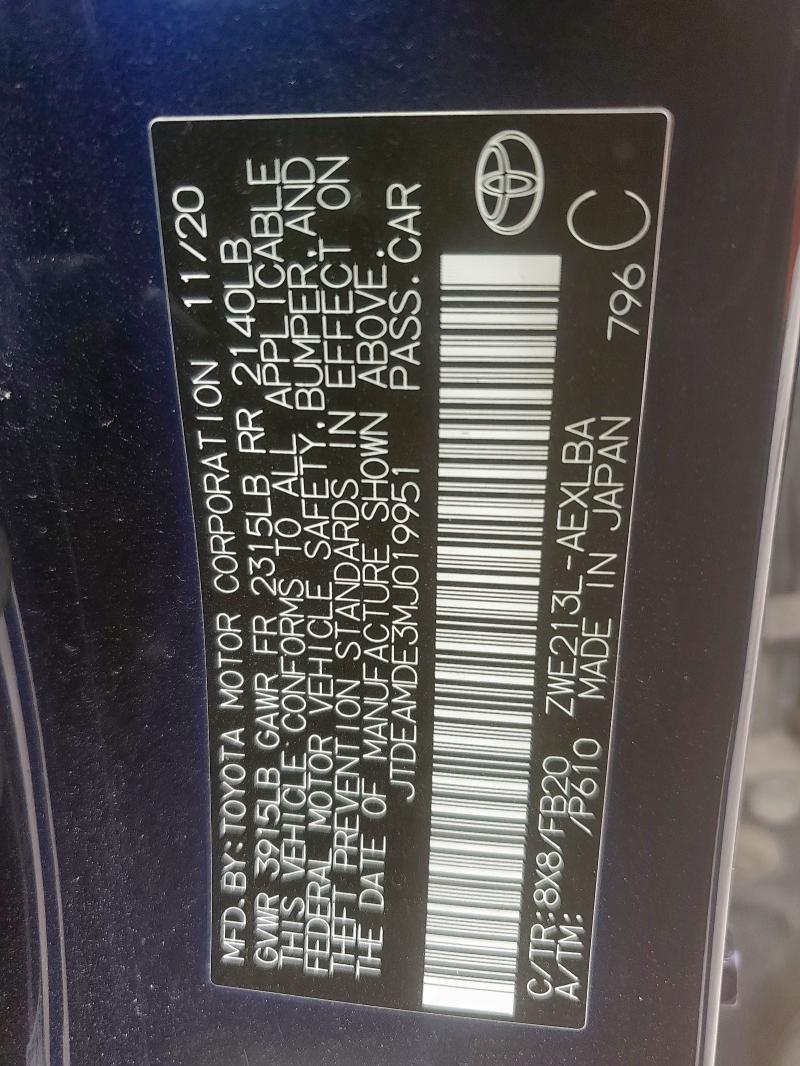 MFD.BY:TOYOTA MOTOR CORPORATION 11/20
GVWR 3915LB GAWR FR 2315LB RR 2140LB
THIS VEHICLE CONFORMS TO ALL APPLICABLE
FEDERAL MOTOR VEHICLE SAFETY,BUMPER,AND
THEFT PREVENTION STANDARDS IN EFFECT ON
THE DATE OF MANUFACTURE SHOWN ABOVE.
JTDEAMDE3MJ019951 PASS.CAR
C/TR:8X8/FB20 ZWE213L-AEXLBA
A/TM: /P610 MADE IN JAPAN 796 C